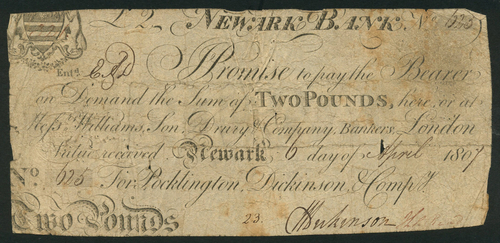 £2 NEWARK BANK. No 625
Entd.
I Promise to pay the Bearer
on Demand the Sum of TWO POUNDS, here, or at
Messrs. Williams, Son, Drury & Company, Bankers, London
Value received Newark 6 day of April 1807
No 625 For Pocklington, Dickinson, & Compy.
Two Pounds 23. Dickinson